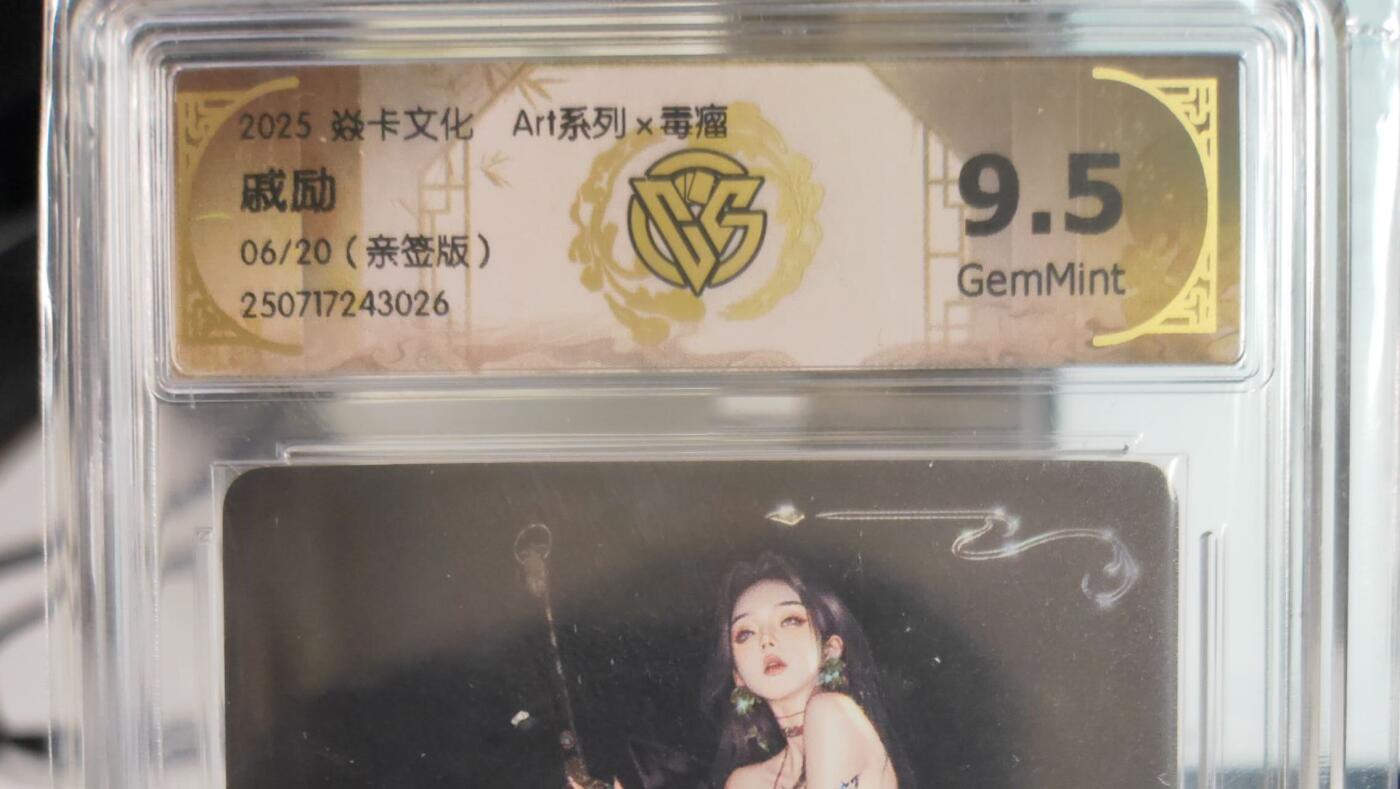 2025 焱卡文化 Art系列×毒瘤
戚励
06/20（亲签版）
250717243026
9.5
GemMint